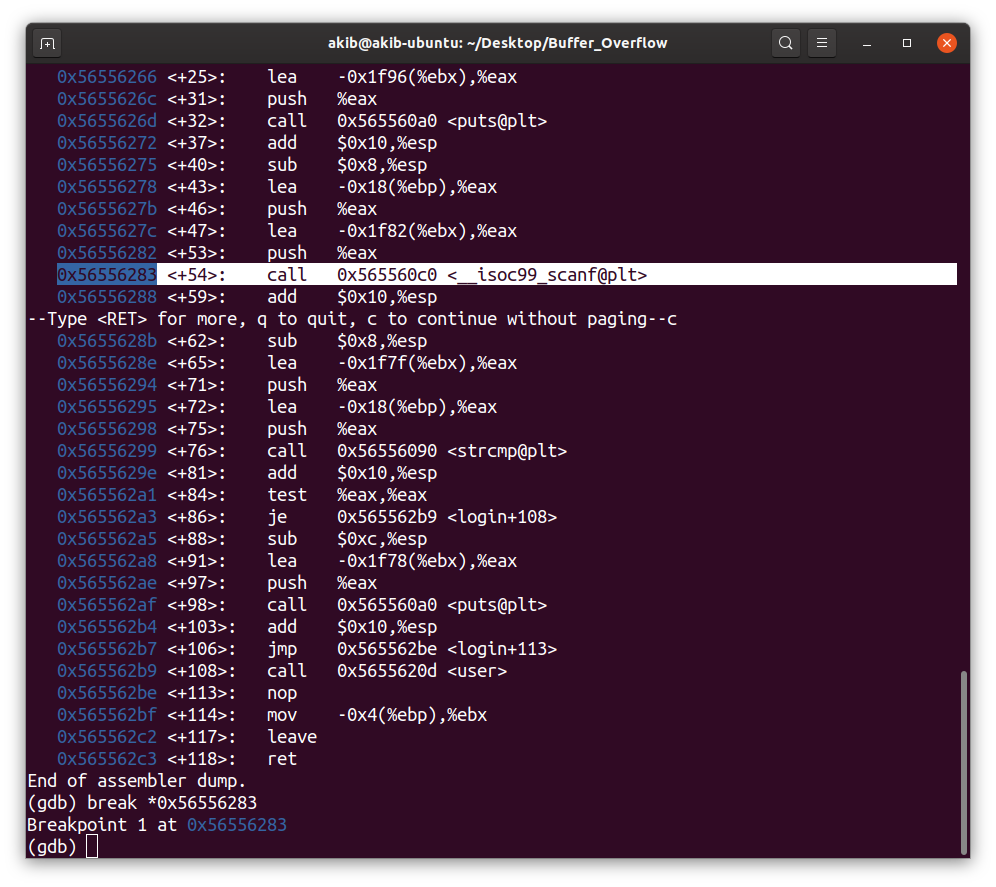 akib@akib-ubuntu: ~/Desktop/Buffer_Overflow
0x56556266 <+25>: lea -0x1f96(%ebx),%eax
0x5655626c <+31>: push %eax
0x5655626d <+32>: call 0x565560a0 <puts@plt>
0x56556272 <+37>: add $0x10,%esp
0x56556275 <+40>: sub $0x8,%esp
0x56556278 <+43>: lea -0x18(%ebp),%eax
0x5655627b <+46>: push %eax
0x5655627c <+47>: lea -0x1f82(%ebx),%eax
0x56556282 <+53>: push %eax
0x56556283 <+54>: call 0x565560c0 <__isoc99_scanf@plt>
0x56556288 <+59>: add $0x10,%esp
--Type <RET> for more, q to quit, c to continue without paging--c
0x5655628b <+62>: sub $0x8,%esp
0x5655628e <+65>: lea -0x1f7f(%ebx),%eax
0x56556294 <+71>: push %eax
0x56556295 <+72>: lea -0x18(%ebp),%eax
0x56556298 <+75>: push %eax
0x56556299 <+76>: call 0x56556090 <strcmp@plt>
0x5655629e <+81>: add $0x10,%esp
0x565562a1 <+84>: test %eax,%eax
0x565562a3 <+86>: je 0x565562b9 <login+108>
0x565562a5 <+88>: sub $0xc,%esp
0x565562a8 <+91>: lea -0x1f78(%ebx),%eax
0x565562ae <+97>: push %eax
0x565562af <+98>: call 0x565560a0 <puts@plt>
0x565562b4 <+103>: add $0x10,%esp
0x565562b7 <+106>: jmp 0x565562be <login+113>
0x565562b9 <+108>: call 0x5655620d <user>
0x565562be <+113>: nop
0x565562bf <+114>: mov -0x4(%ebp),%ebx
0x565562c2 <+117>: leave
0x565562c3 <+118>: ret
End of assembler dump.
(gdb) break *0x56556283
Breakpoint 1 at 0x56556283
(gdb)